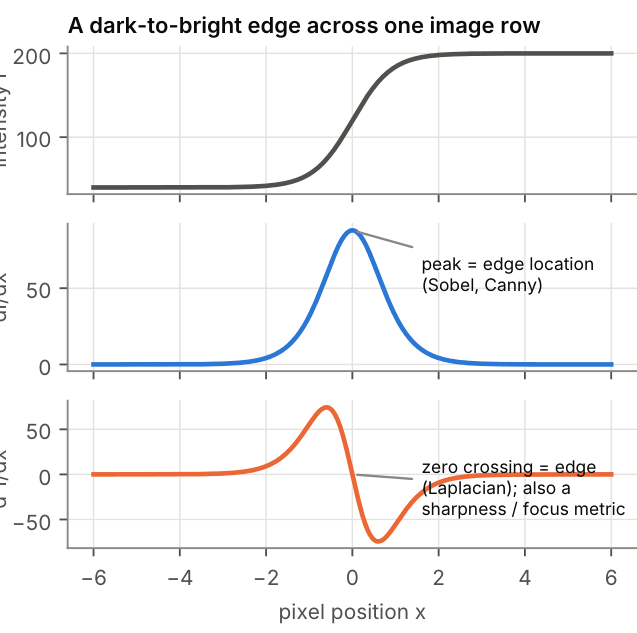 A dark-to-bright edge across one image row
200
100
peak = edge location
(Sobel, Canny)
50
0
zero crossing = edge
(Laplacian); also a
sharpness / focus metric
50
0
−50
−6 −4 −2 0 2 4 6
pixel position x